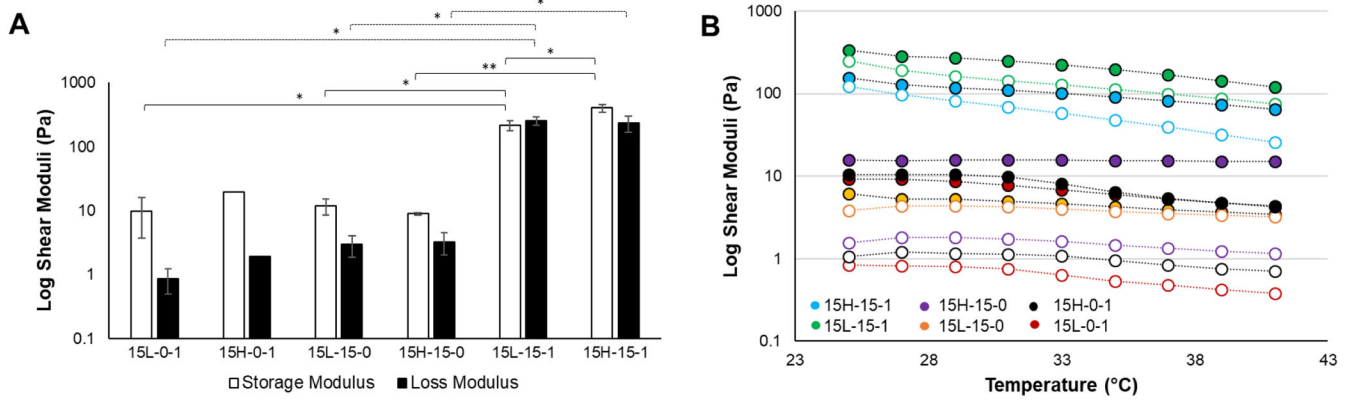 A
*
*
*
*
**
*
*
Log Shear Moduli (Pa)
1000
100
10
1
0.1
15L-0-1 15H-0-1 15L-15-0 15H-15-0 15L-15-1 15H-15-1
Storage Modulus Loss Modulus
B
Log Shear Moduli (Pa)
1000
100
10
1
0.1
15H-15-1 15H-15-0 15H-0-1
15L-15-1 15L-15-0 15L-0-1
23 28 33 38 43
Temperature (°C)